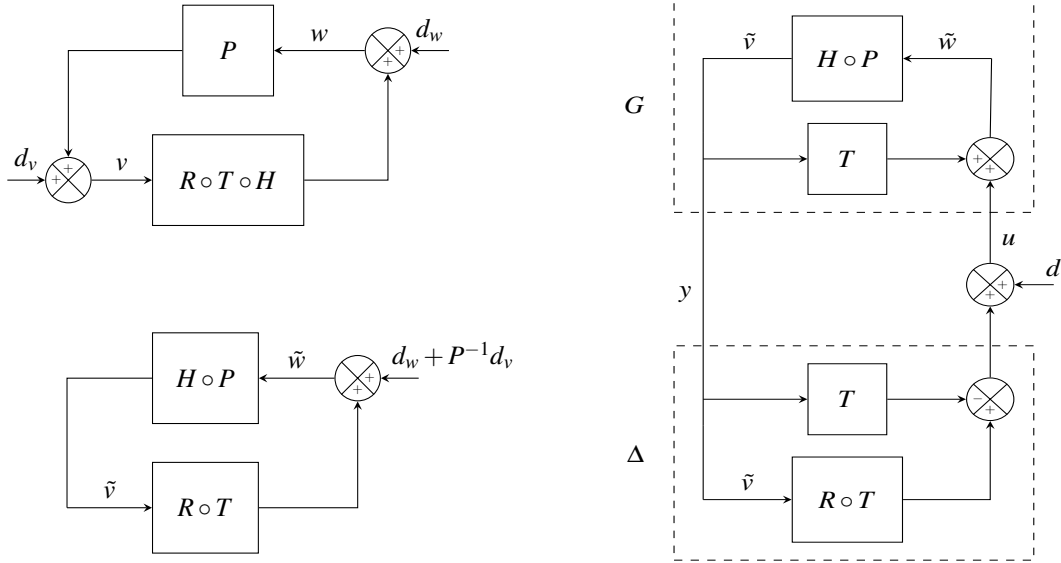 P
w
d_w
+
+
d_v
+
+
v
R ∘ T ∘ H
H ∘ P
w̃
d_w + P^{-1}d_v
+
+
ṽ
R ∘ T
G
ṽ
H ∘ P
w̃
T
+
+
u
+
+
d
y
Δ
T
−
+
ṽ
R ∘ T